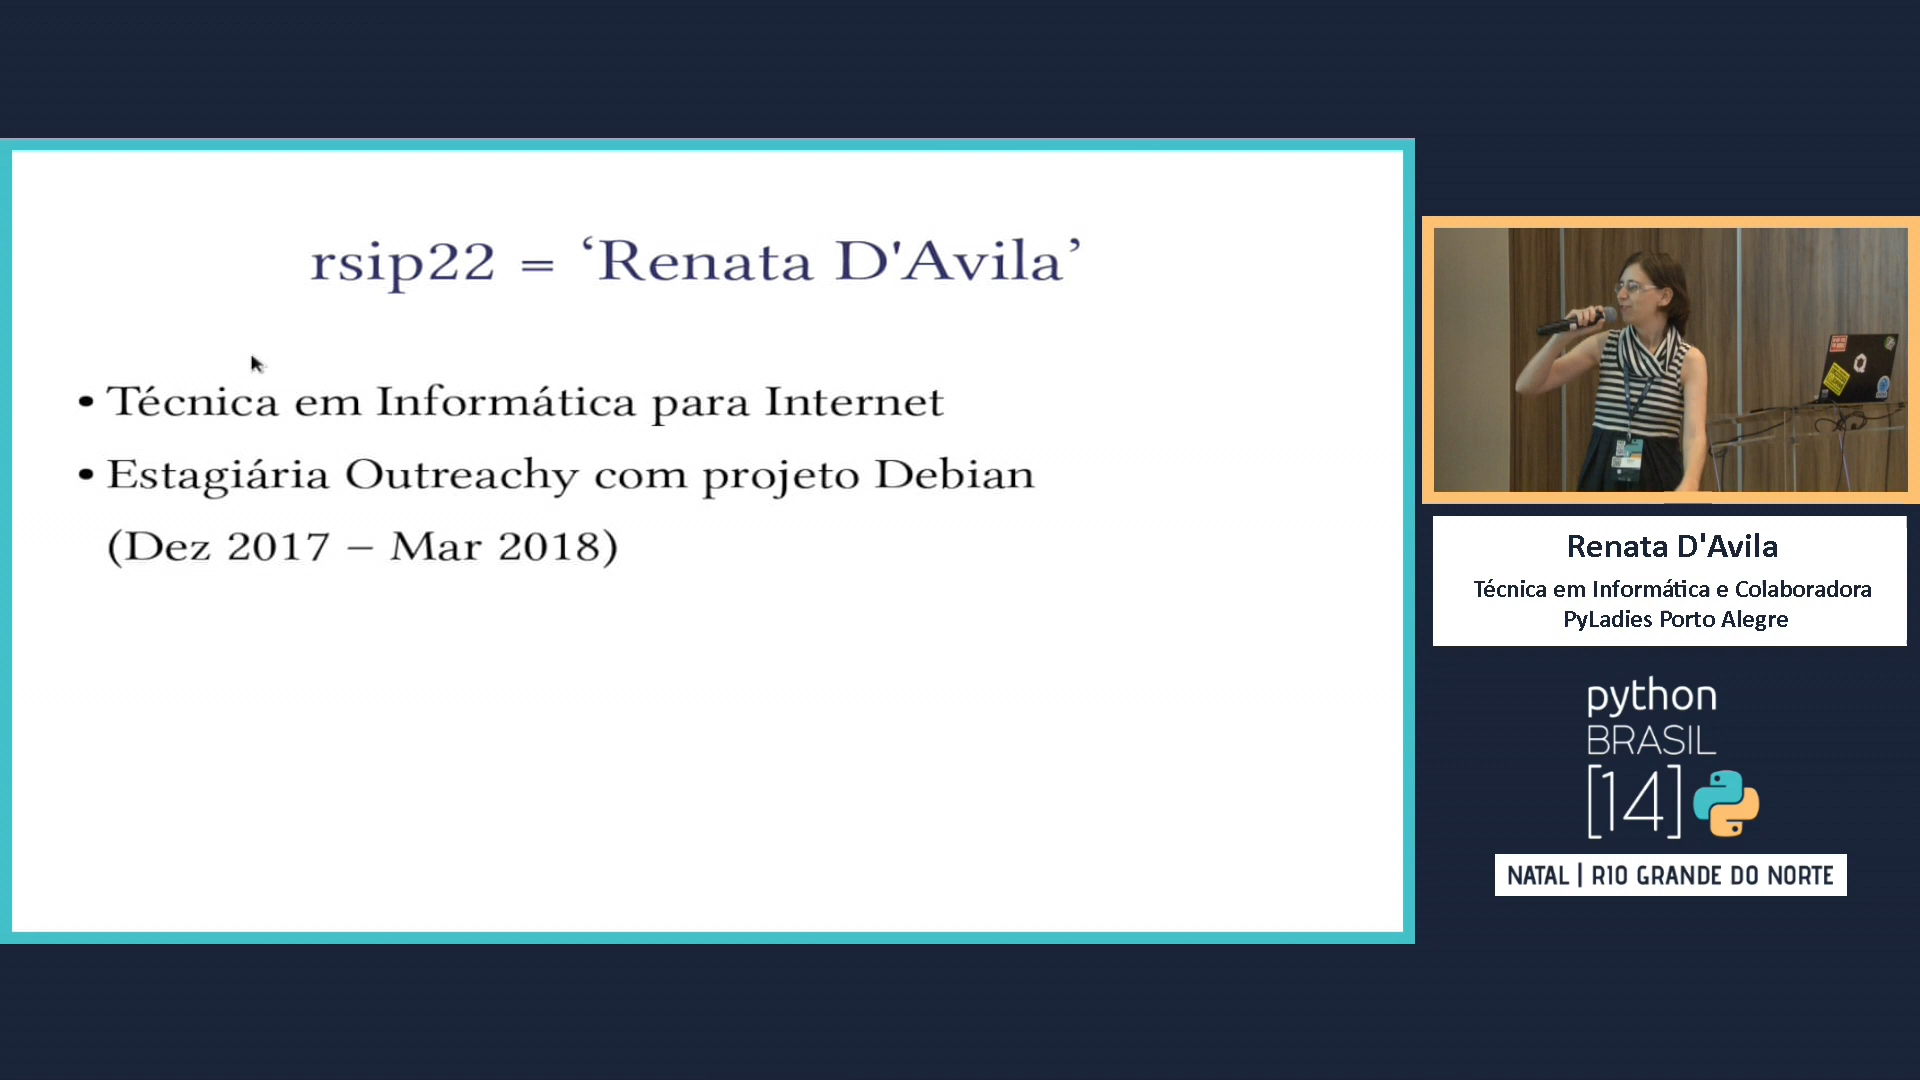 rsip22 = ‘Renata D'Avila’
• Técnica em Informática para Internet
• Estagiária Outreachy com projeto Debian
(Dez 2017 – Mar 2018)
Renata D'Avila
Técnica em Informática e Colaboradora
PyLadies Porto Alegre
python
BRASIL
[14]
NATAL | RIO GRANDE DO NORTE